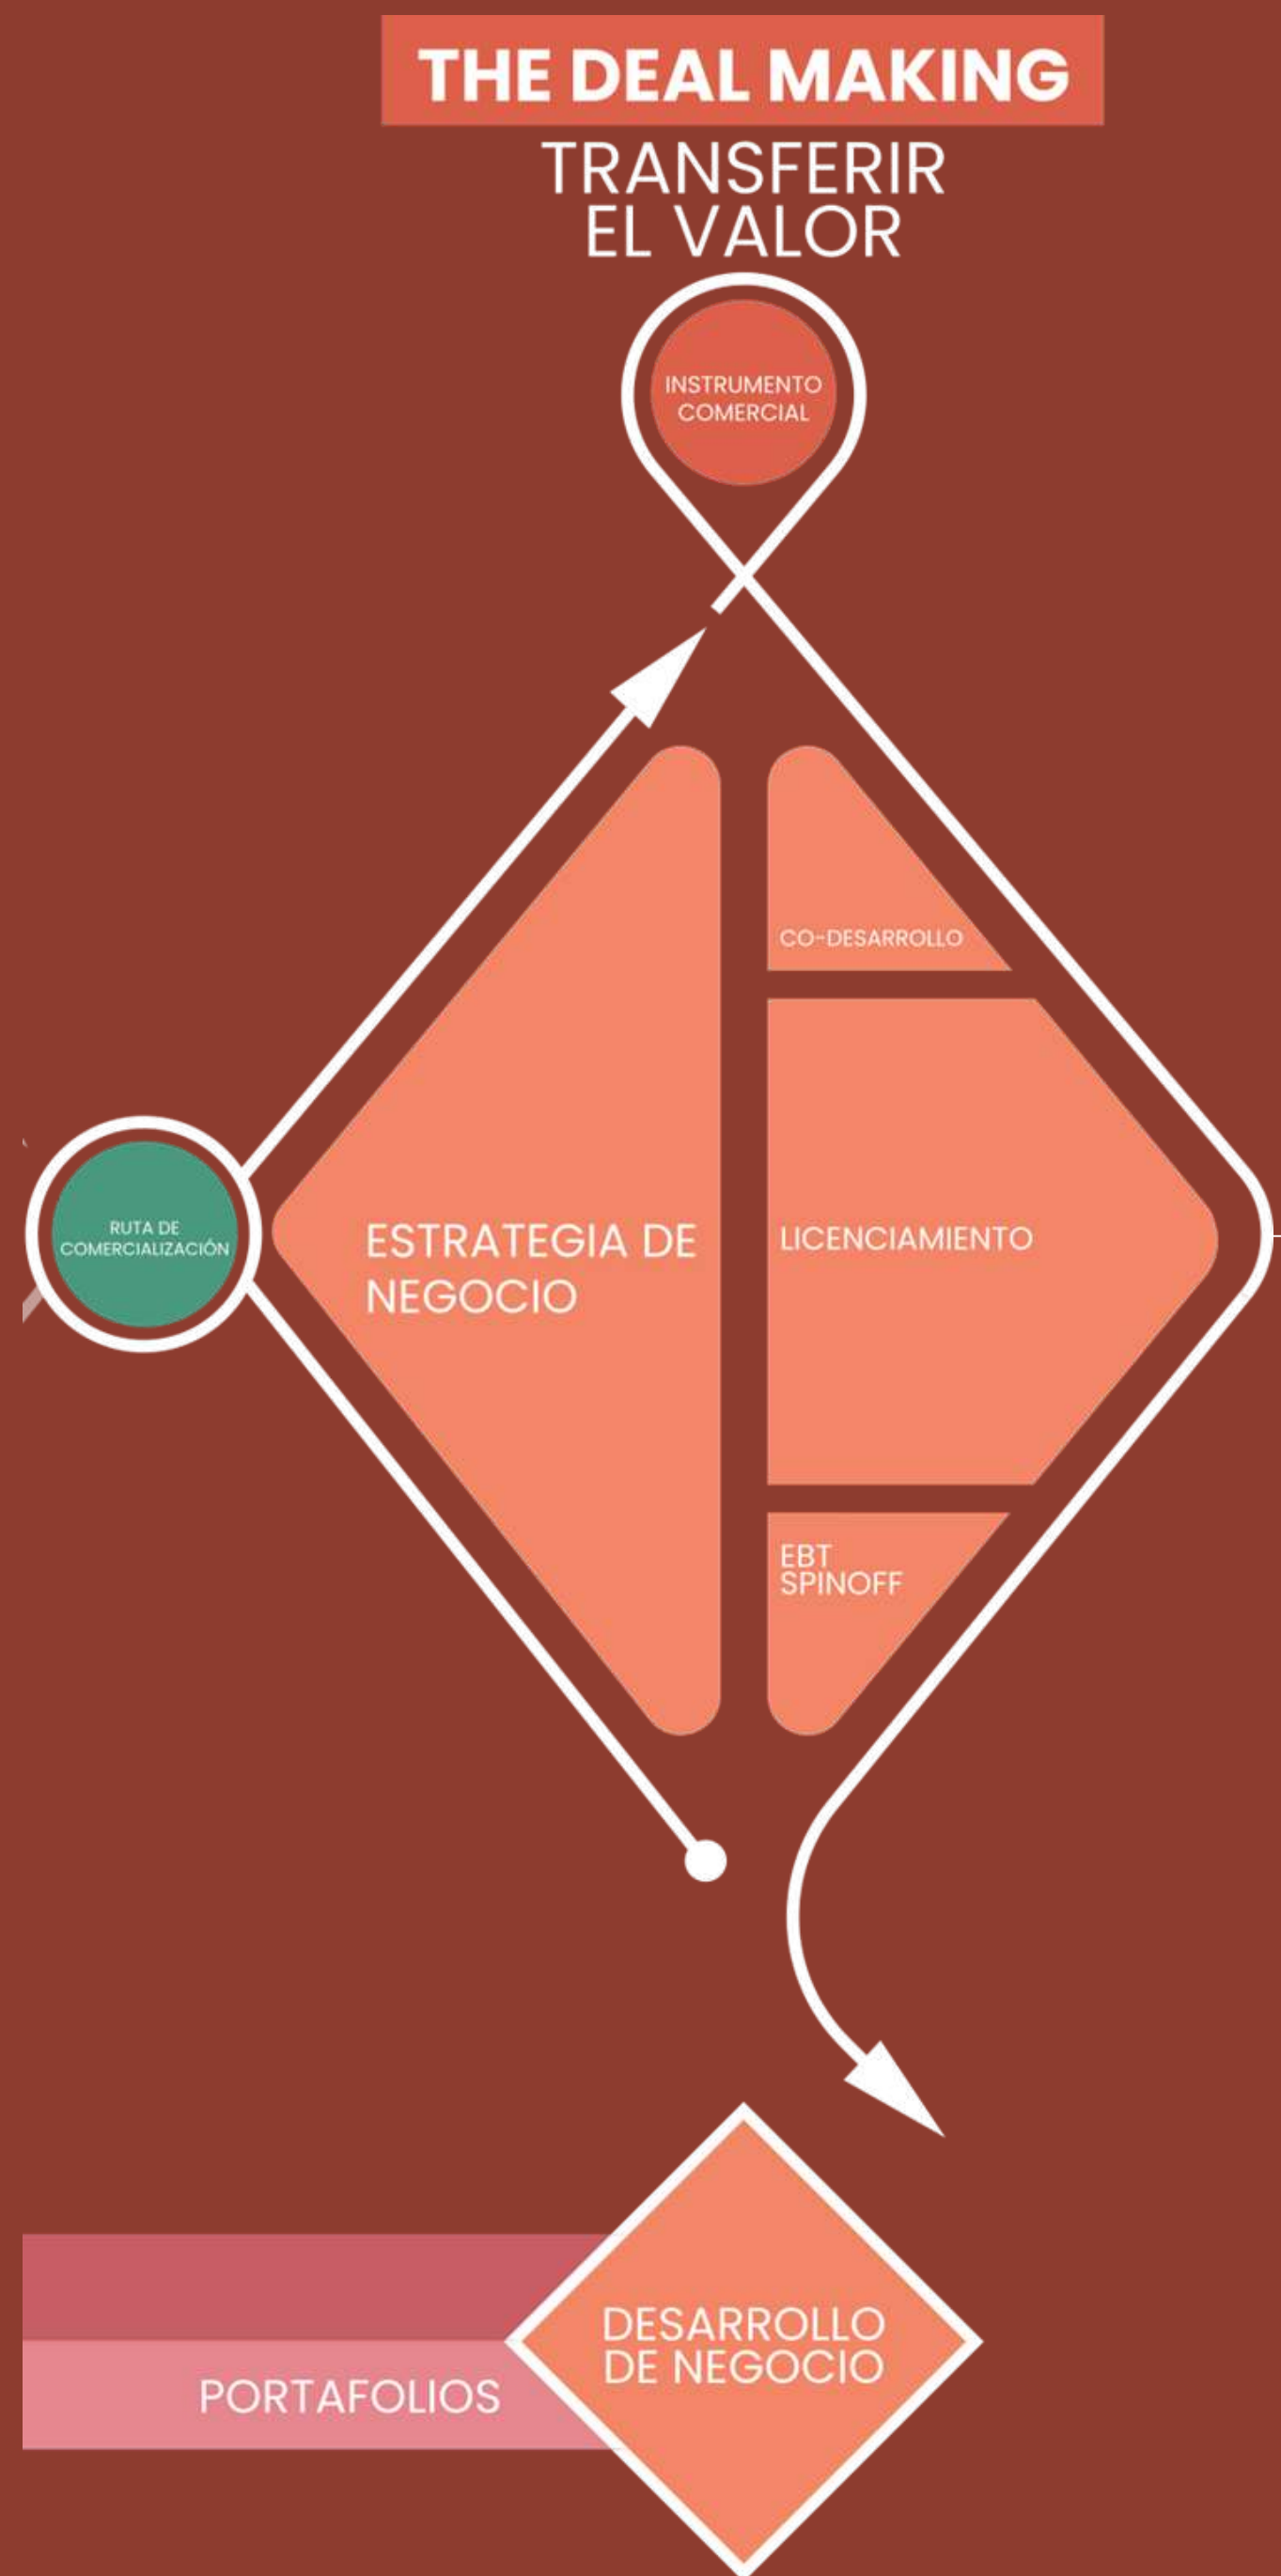 THE DEAL MAKING
TRANSFERIR
EL VALOR
INSTRUMENTO
COMERCIAL
CO-DESARROLLO
RUTA DE
COMERCIALIZACIÓN
ESTRATEGIA DE
NEGOCIO
LICENCIAMIENTO
EBT
SPINOFF
DESARROLLO
DE NEGOCIO
PORTAFOLIOS